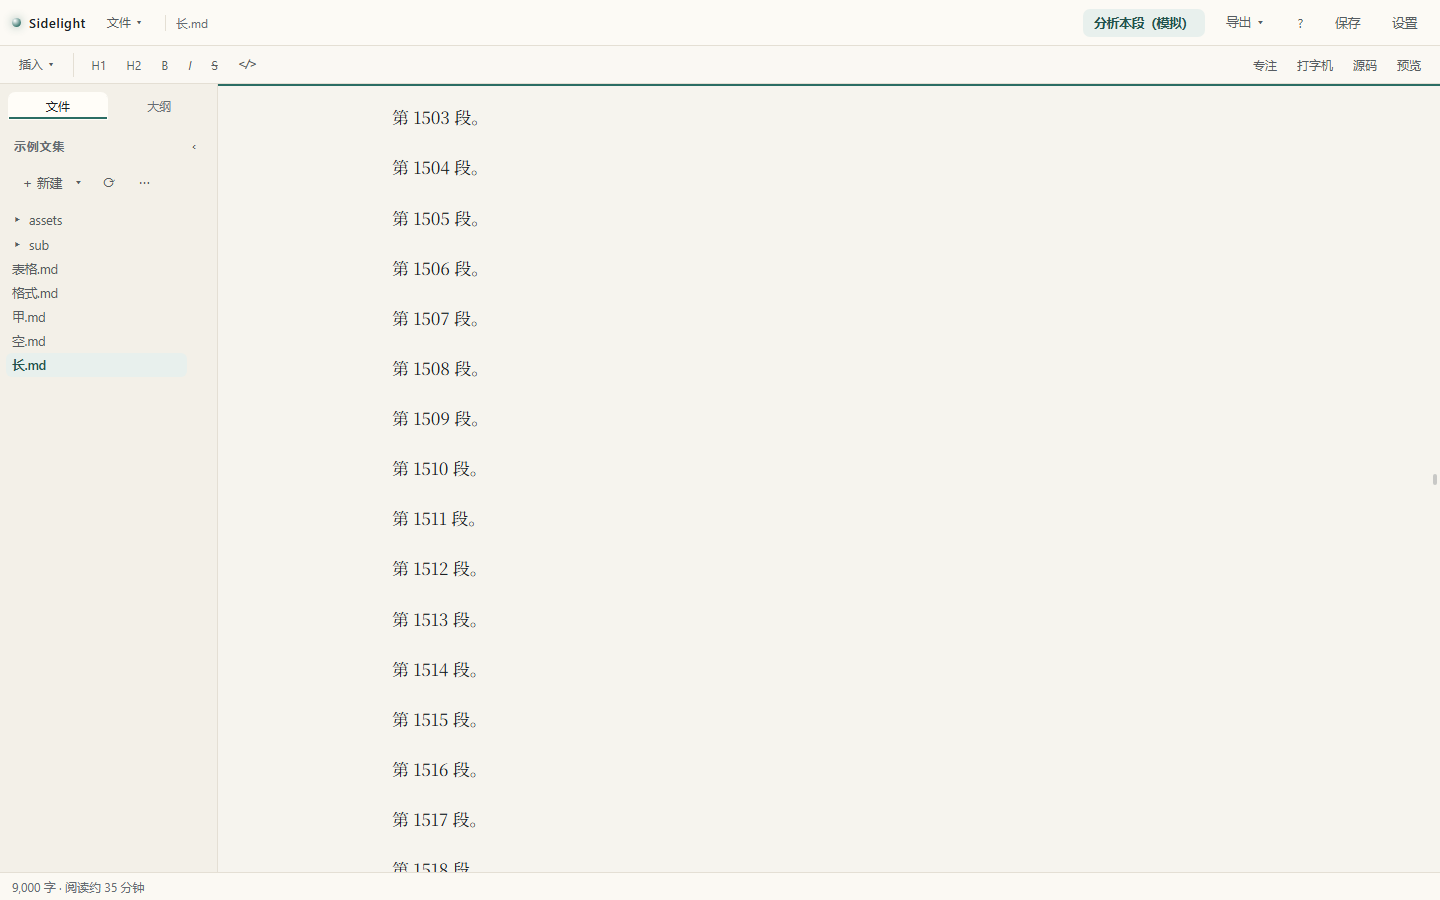 Sidelight 文件 长.md 分析本段（模拟） 导出 ? 保存 设置
插入 H1 H2 B I S </> 专注 打字机 源码 预览
文件 大纲
示例文集
+ 新建 ···
assets
sub
表格.md
格式.md
甲.md
空.md
长.md
第 1503 段。
第 1504 段。
第 1505 段。
第 1506 段。
第 1507 段。
第 1508 段。
第 1509 段。
第 1510 段。
第 1511 段。
第 1512 段。
第 1513 段。
第 1514 段。
第 1515 段。
第 1516 段。
第 1517 段。
第 1518 段。
9,000 字 · 阅读约 35 分钟